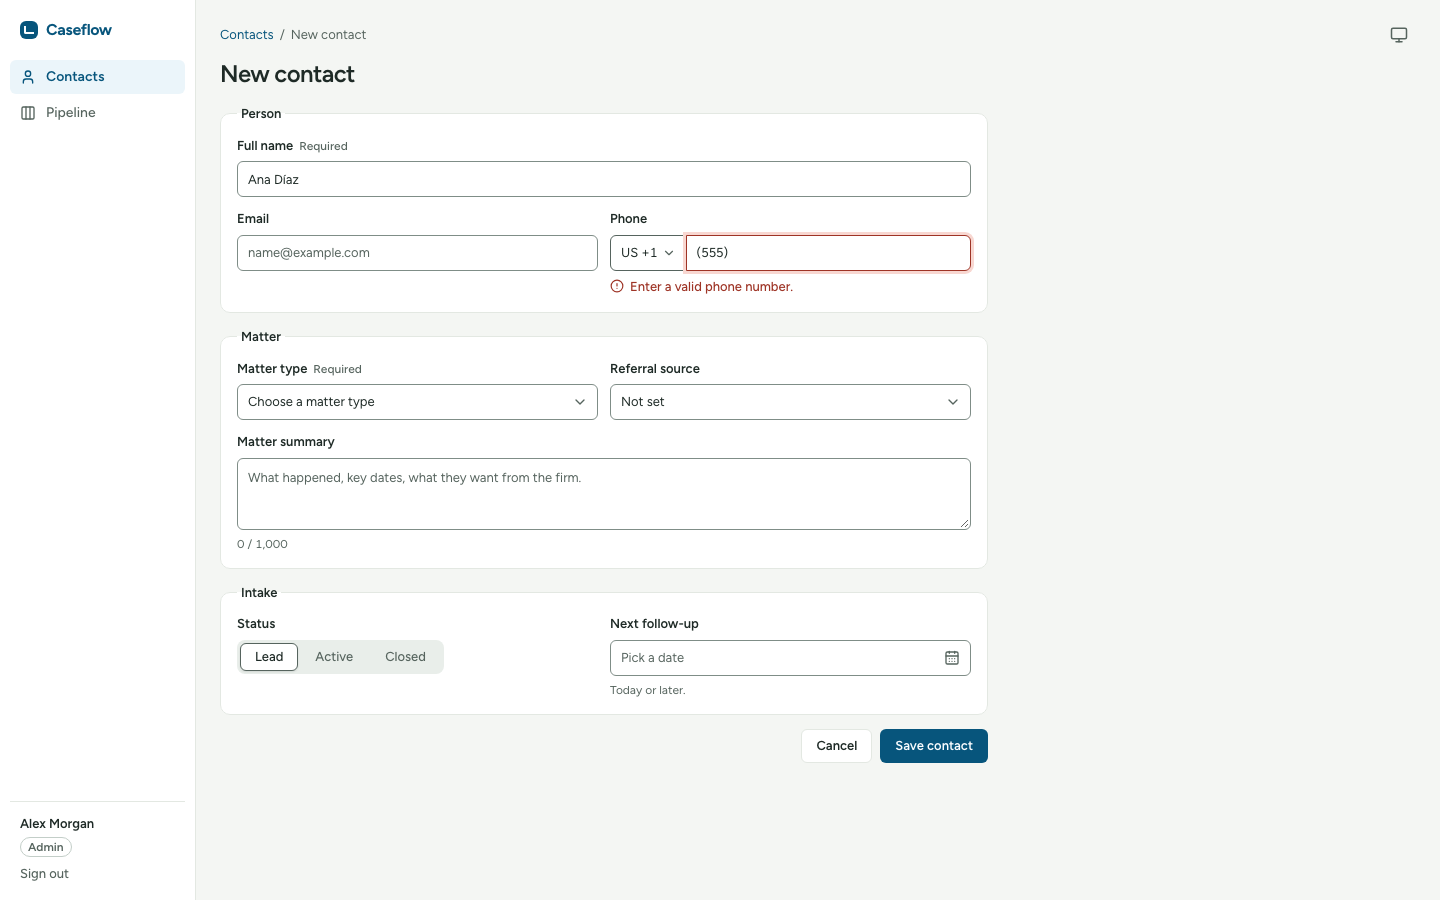 Caseflow
Contacts
Pipeline
Contacts / New contact
New contact
Person
Full name Required
Ana Díaz
Email
name@example.com
Phone
US +1
(555)
Enter a valid phone number.
Matter
Matter type Required
Choose a matter type
Referral source
Not set
Matter summary
What happened, key dates, what they want from the firm.
0 / 1,000
Intake
Status
Lead Active Closed
Next follow-up
Pick a date
Today or later.
Cancel
Save contact
Alex Morgan
Admin
Sign out